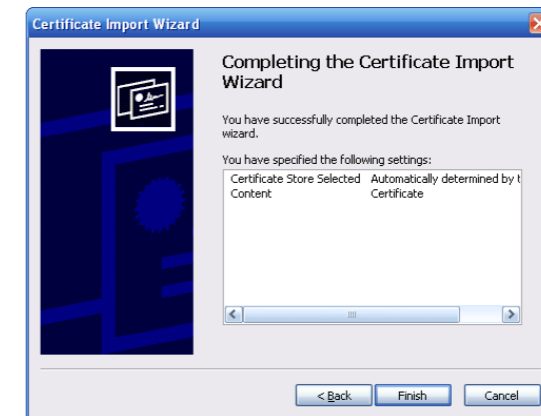 Certificate Import Wizard
Completing the Certificate Import
Wizard
You have successfully completed the Certificate Import
wizard.
You have specified the following settings:
Certificate Store Selected Automatically determined by t
Content Certificate
< Back Finish Cancel